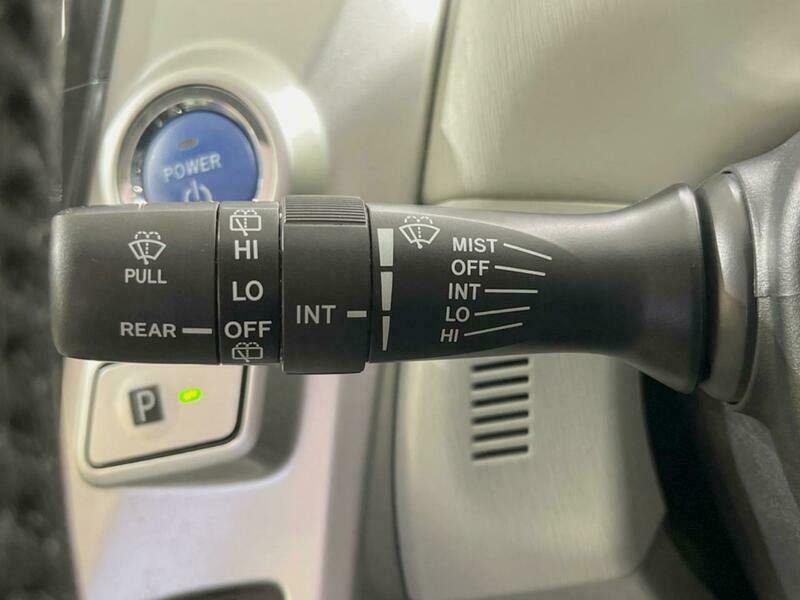 POWER
PULL
REAR
HI
LO
OFF
INT
MIST
OFF
INT
LO
HI
P